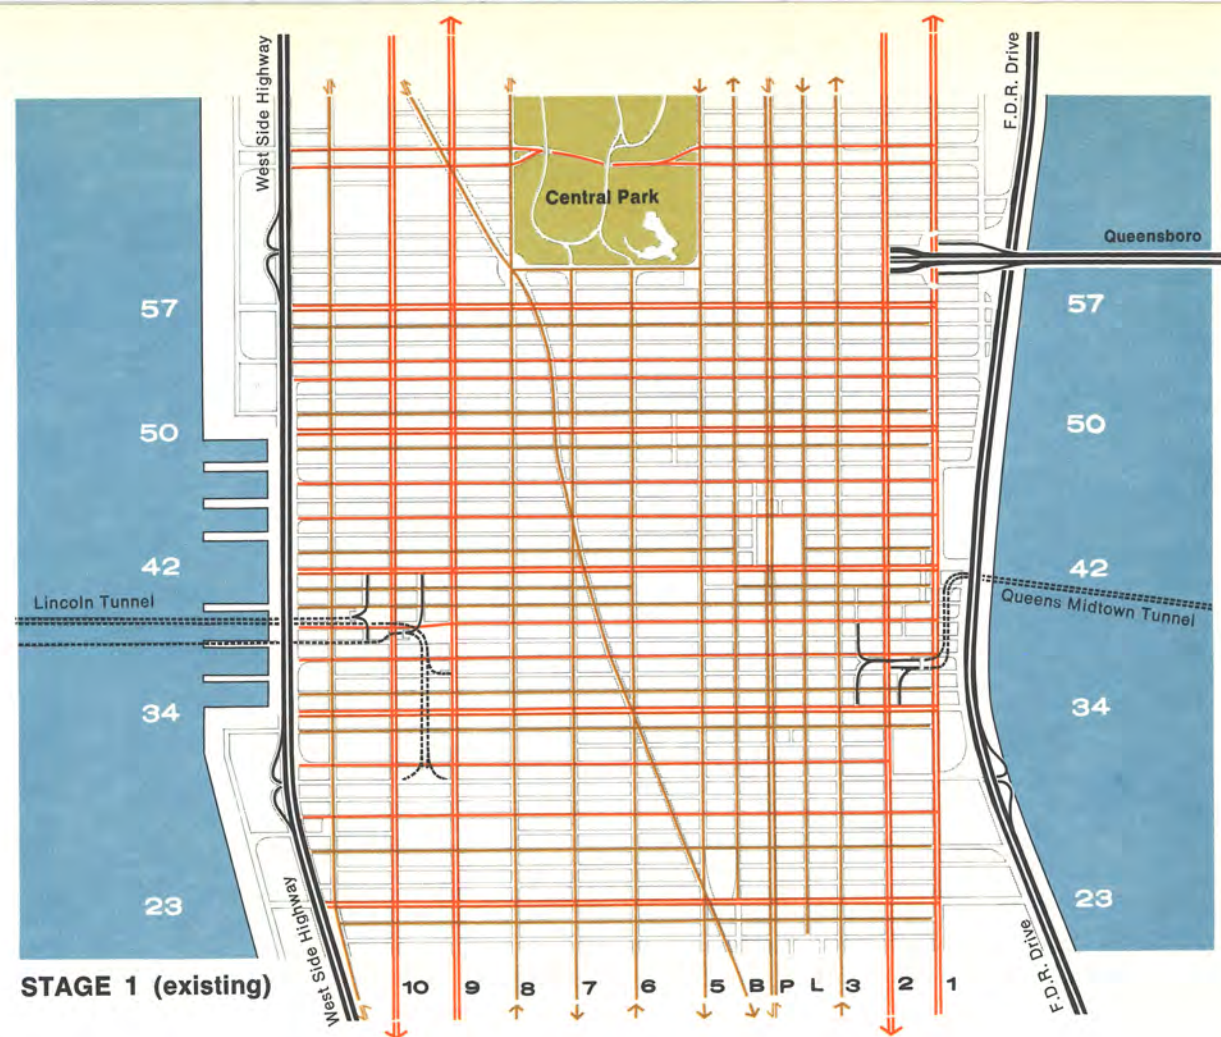 West Side Highway
F.D.R. Drive
Central Park
Queensboro
57
57
50
50
42
42
Lincoln Tunnel
Queens Midtown Tunnel
34
34
23
23
West Side Highway
F.D.R. Drive
STAGE 1 (existing)
10 9 8 7 6 5 B P L 3 2 1